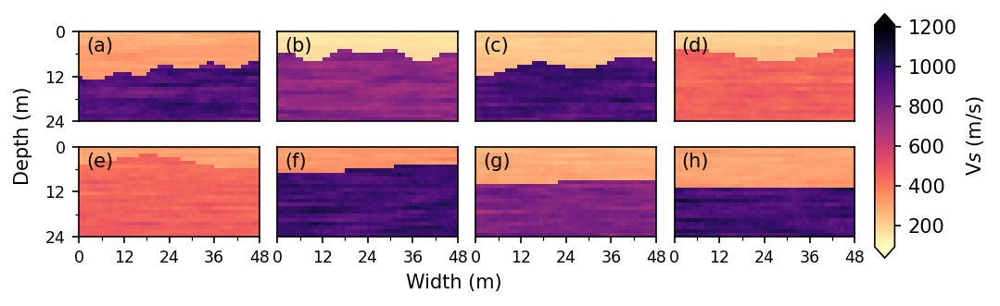 (a) (b) (c) (d)
0
12
24
Depth (m)
(e) (f) (g) (h)
0
12
24
0 12 24 36 48 0 12 24 36 48 0 12 24 36 48 0 12 24 36 48
Width (m)
1200
1000
800
600
400
200
Vs (m/s)